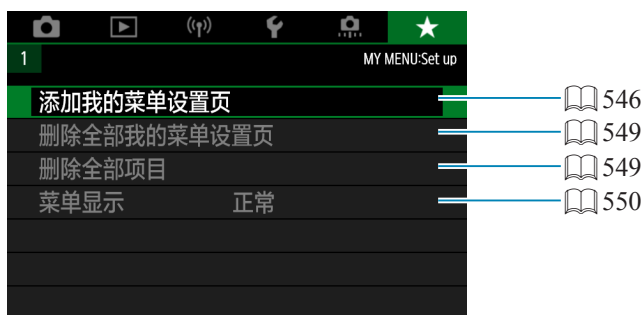 1 MY MENU:Set up
添加我的菜单设置页 546
删除全部我的菜单设置页 549
删除全部项目 549
菜单显示 正常 550